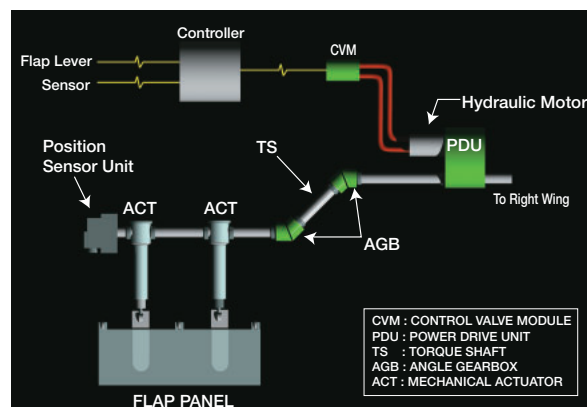 Controller
CVM
Flap Lever
Sensor
Hydraulic Motor
PDU
Position
Sensor Unit
TS
To Right Wing
ACT
ACT
AGB
CVM : CONTROL VALVE MODULE
PDU : POWER DRIVE UNIT
TS : TORQUE SHAFT
AGB : ANGLE GEARBOX
ACT : MECHANICAL ACTUATOR
FLAP PANEL